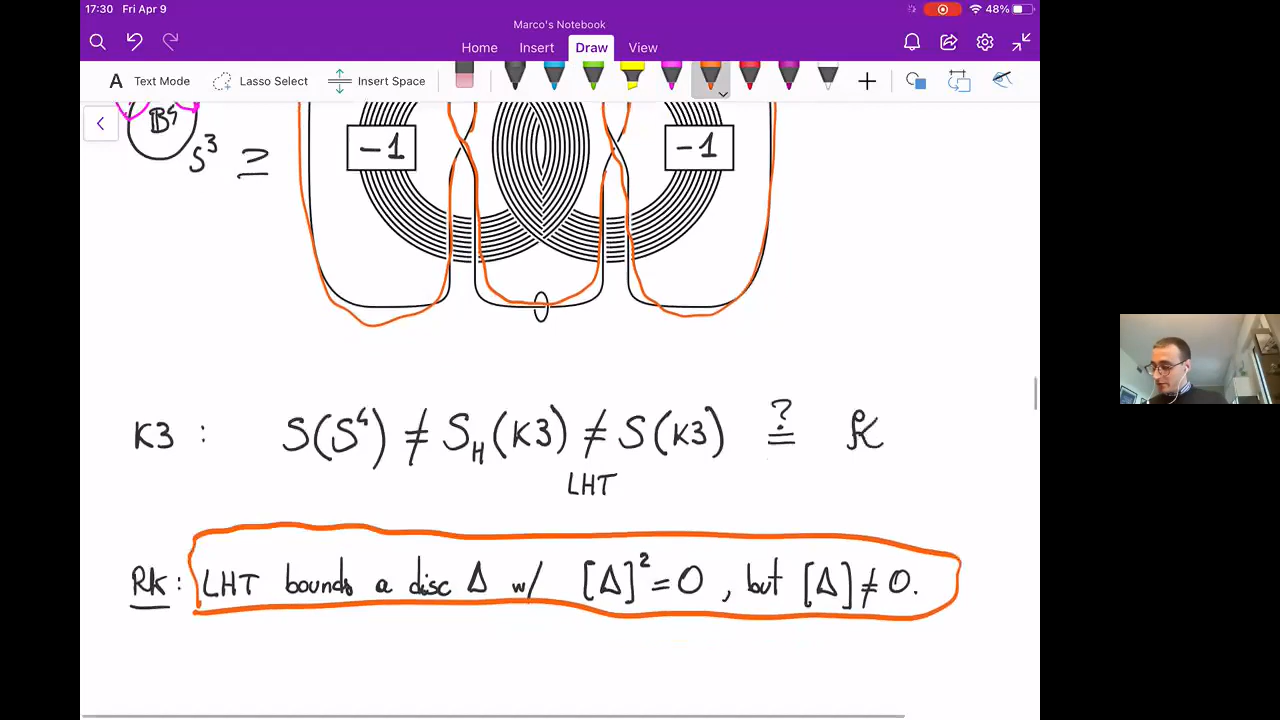 17:30 Fri Apr 9
48%
Marco's Notebook
Home Insert Draw View
A Text Mode Lasso Select Insert Space
B⁴
S³ ≅
-1 -1
K3 : S(S⁴) ≠ S_H(K3) ≠ S(K3) ≟ 𝒦
LHT
RK: LHT bounds a disc Δ w/ [Δ]² = 0, but [Δ] ≠ 0.